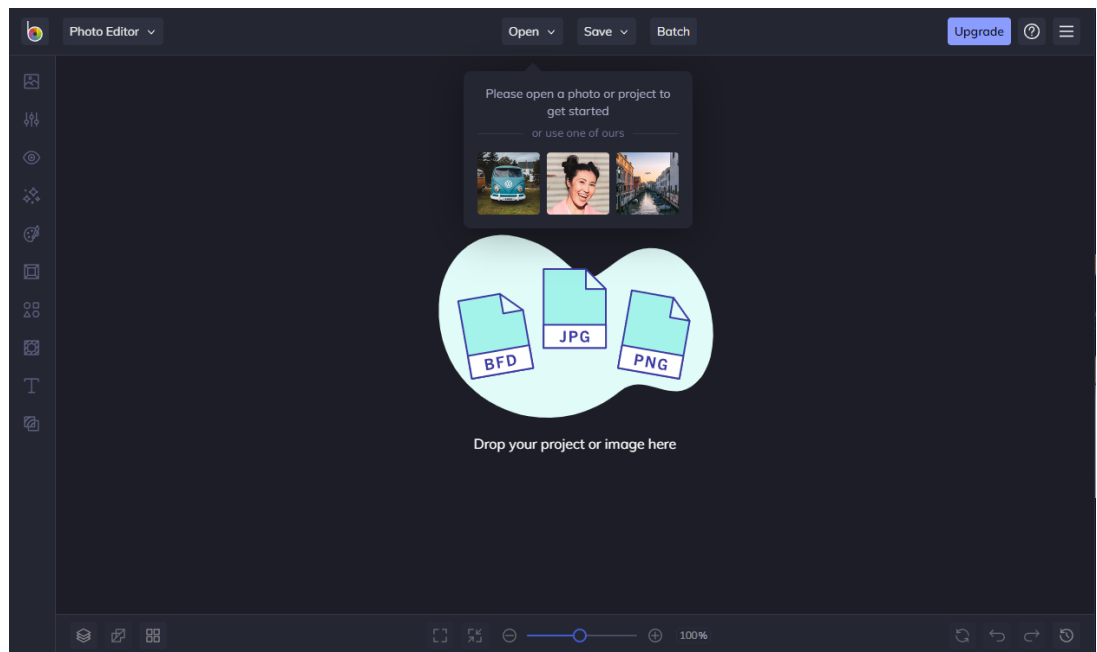 Photo Editor
Open
Save
Batch
Upgrade
Please open a photo or project to
get started
or use one of ours
BFD
JPG
PNG
Drop your project or image here
100%